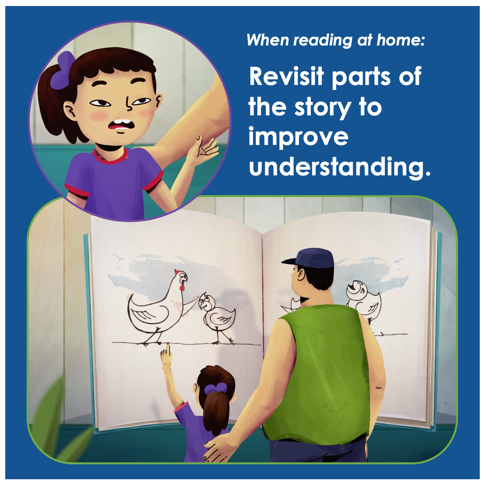 When reading at home:
Revisit parts of
the story to
improve
understanding.